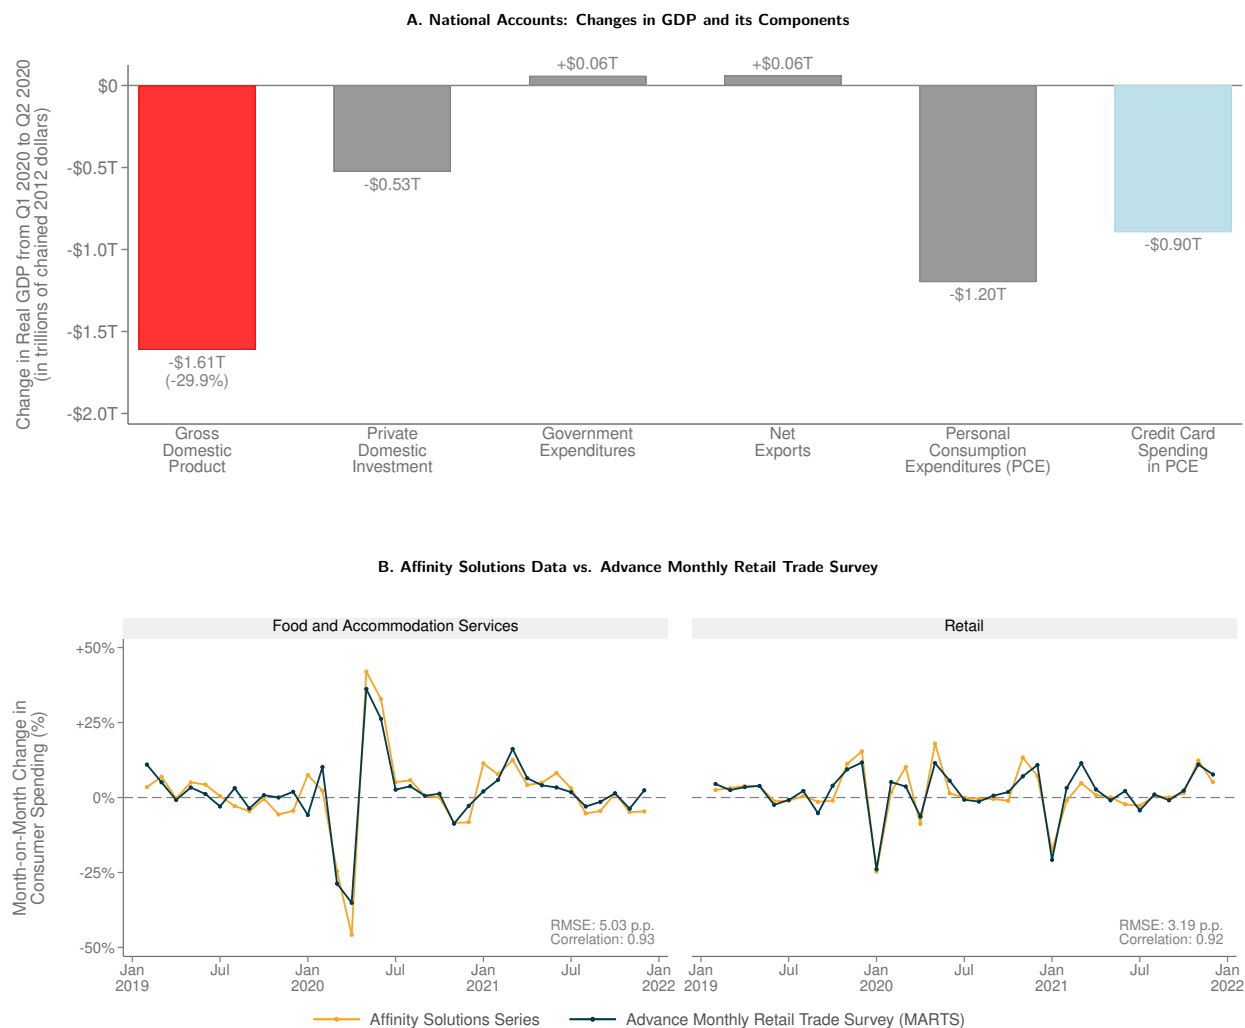 A. National Accounts: Changes in GDP and its Components
Change in Real GDP from Q1 2020 to Q2 2020
(in trillions of chained 2012 dollars)
$0
-$0.5T
-$1.0T
-$1.5T
-$2.0T
-$1.61T
(-29.9%)
-$0.53T
+$0.06T
+$0.06T
-$1.20T
-$0.90T
Gross
Domestic
Product
Private
Domestic
Investment
Government
Expenditures
Net
Exports
Personal
Consumption
Expenditures (PCE)
Credit Card
Spending
in PCE
B. Affinity Solutions Data vs. Advance Monthly Retail Trade Survey
Month-on-Month Change in
Consumer Spending (%)
Food and Accommodation Services
+50%
+25%
0%
-25%
-50%
RMSE: 5.03 p.p.
Correlation: 0.93
Jan
2019
Jul
Jan
2020
Jul
Jan
2021
Jul
Jan
2022
Retail
RMSE: 3.19 p.p.
Correlation: 0.92
Jan
2019
Jul
Jan
2020
Jul
Jan
2021
Jul
Jan
2022
Affinity Solutions Series
Advance Monthly Retail Trade Survey (MARTS)